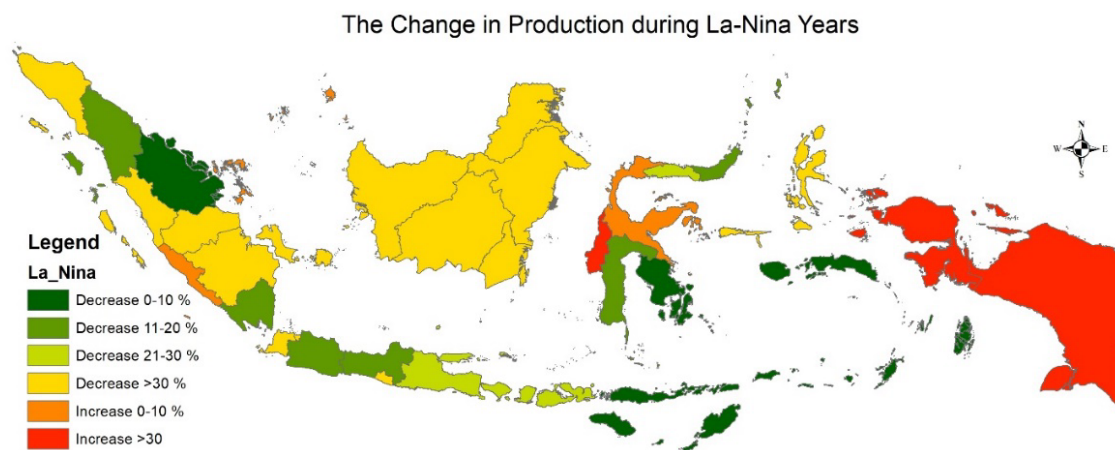 The Change in Production during La-Nina Years
N
W E
S
Legend
La_Nina
Decrease 0-10 %
Decrease 11-20 %
Decrease 21-30 %
Decrease >30 %
Increase 0-10 %
Increase >30